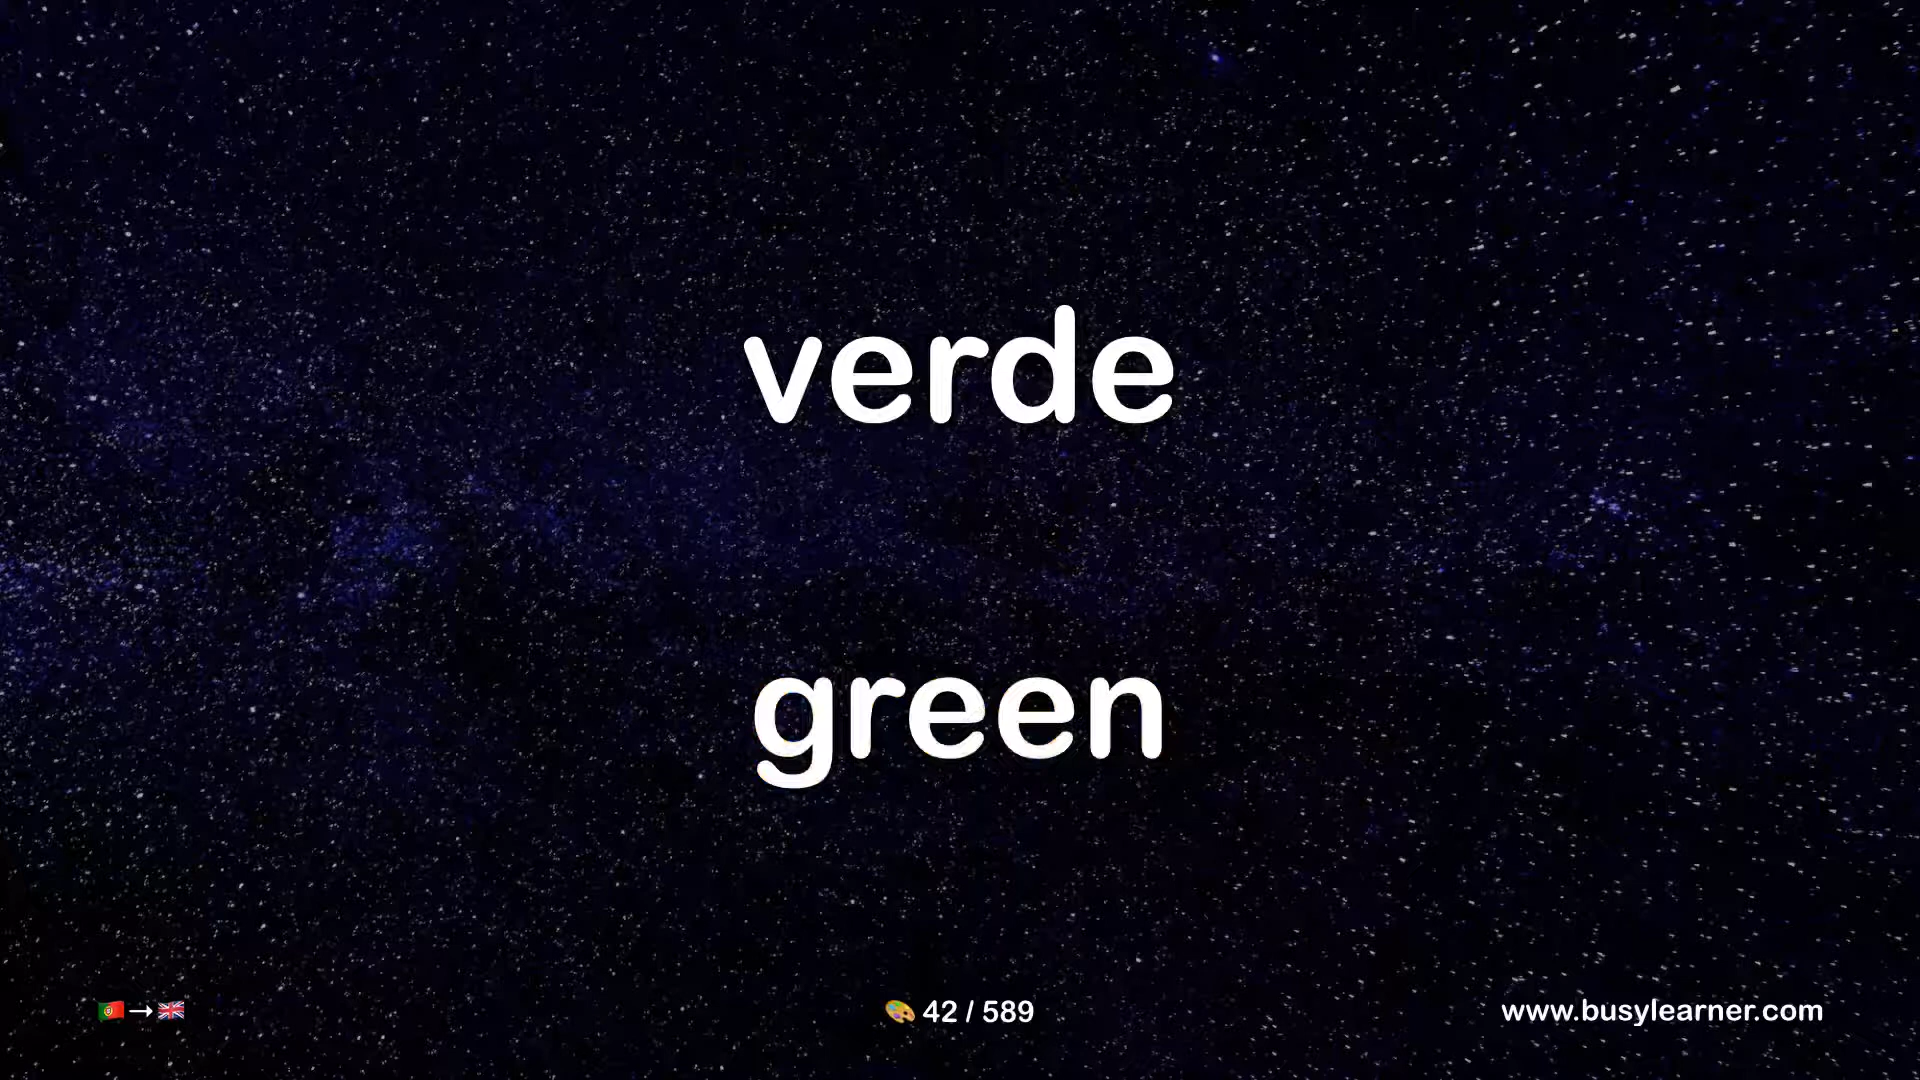 verde
green
🇵🇹→🇬🇧
🎨 42 / 589
www.busylearner.com